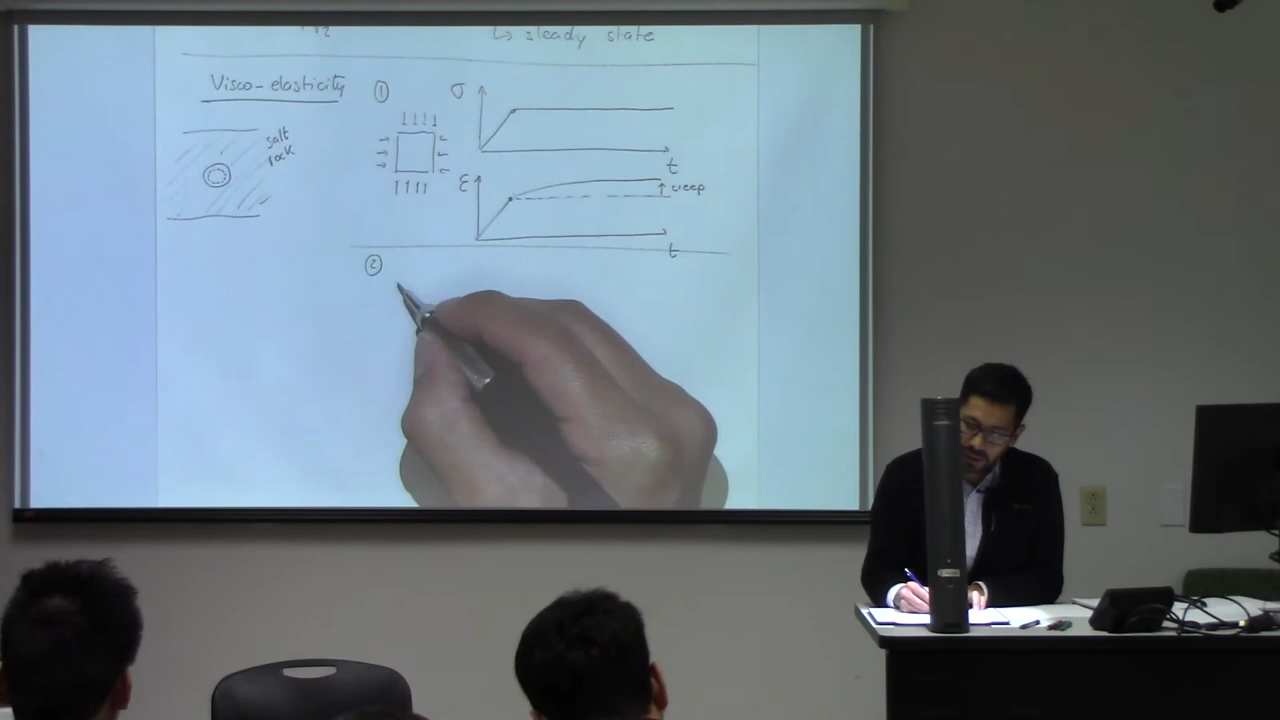 ↳ steady state
Visco-elasticity
①
σ
t
salt
rock
ε
creep
t
②